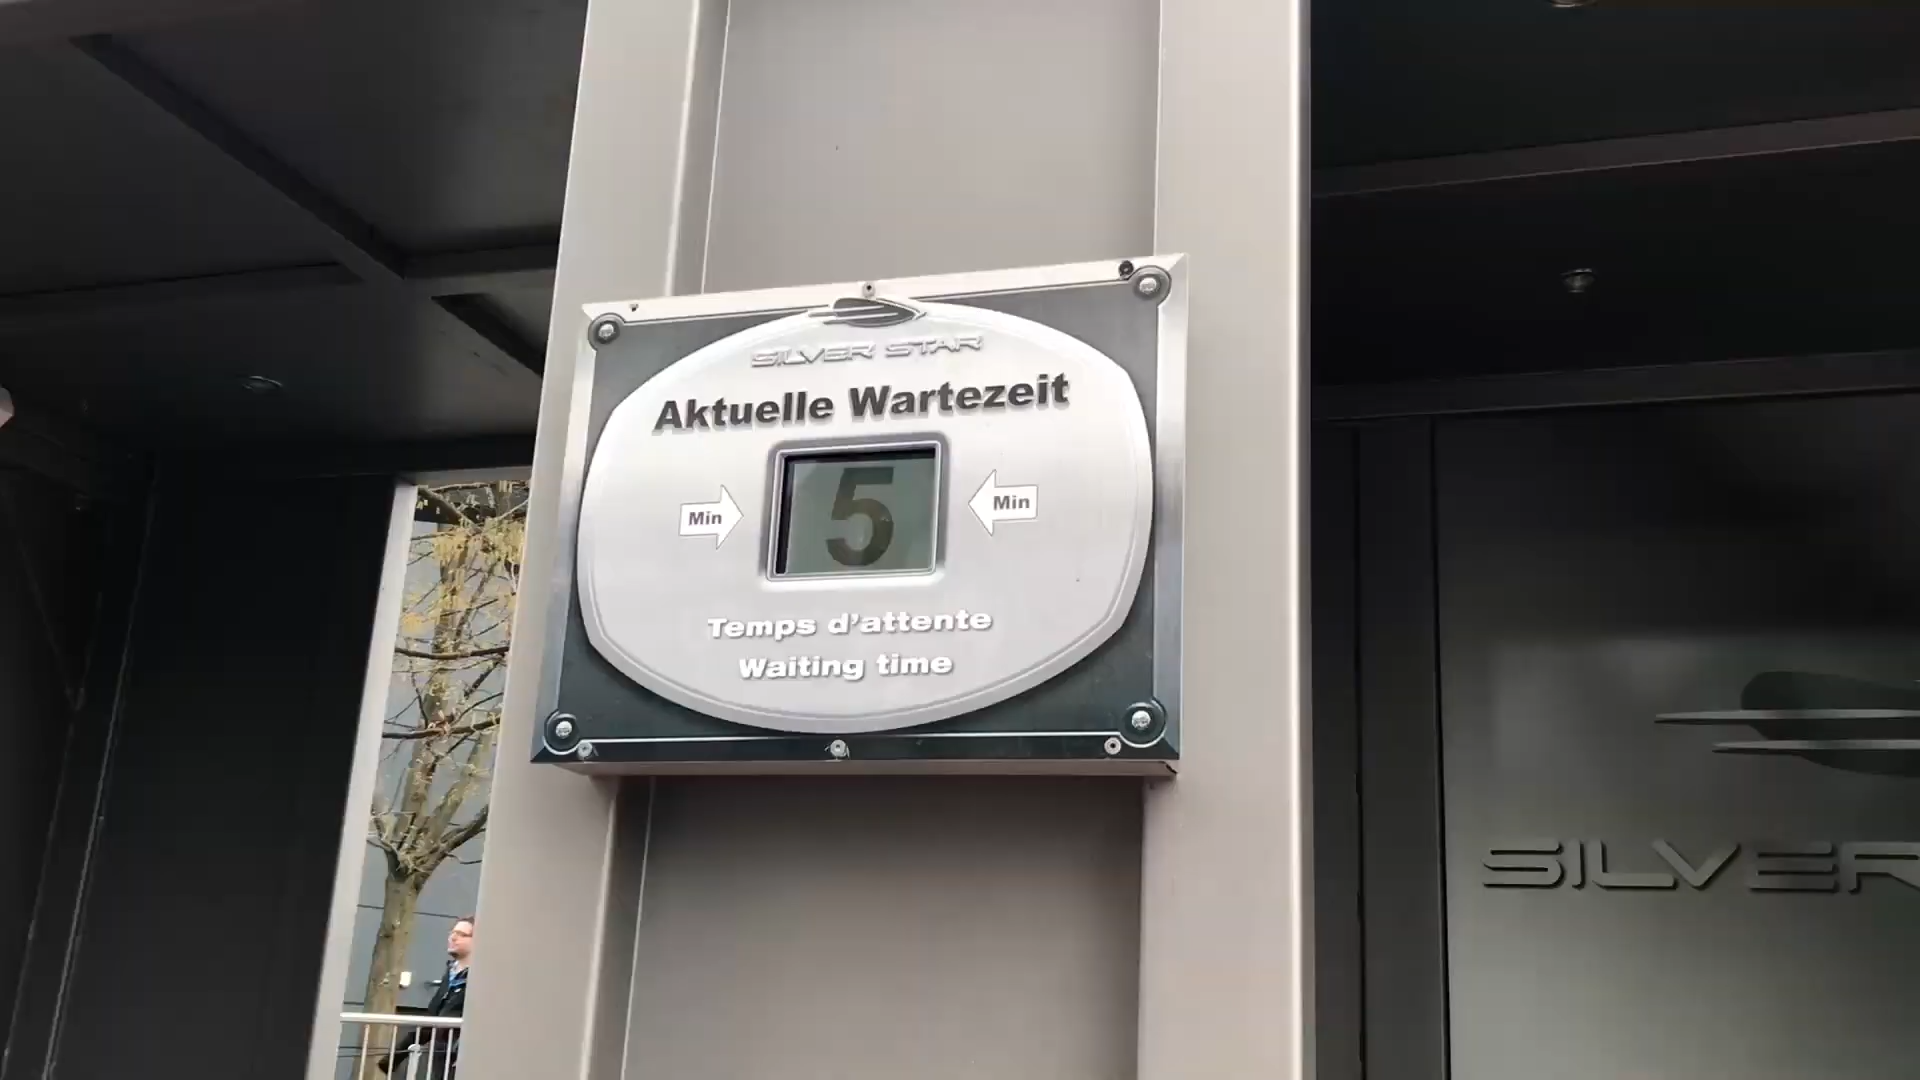 SILVER STAR
Aktuelle Wartezeit
Min 5 Min
Temps d'attente
Waiting time
SILVER